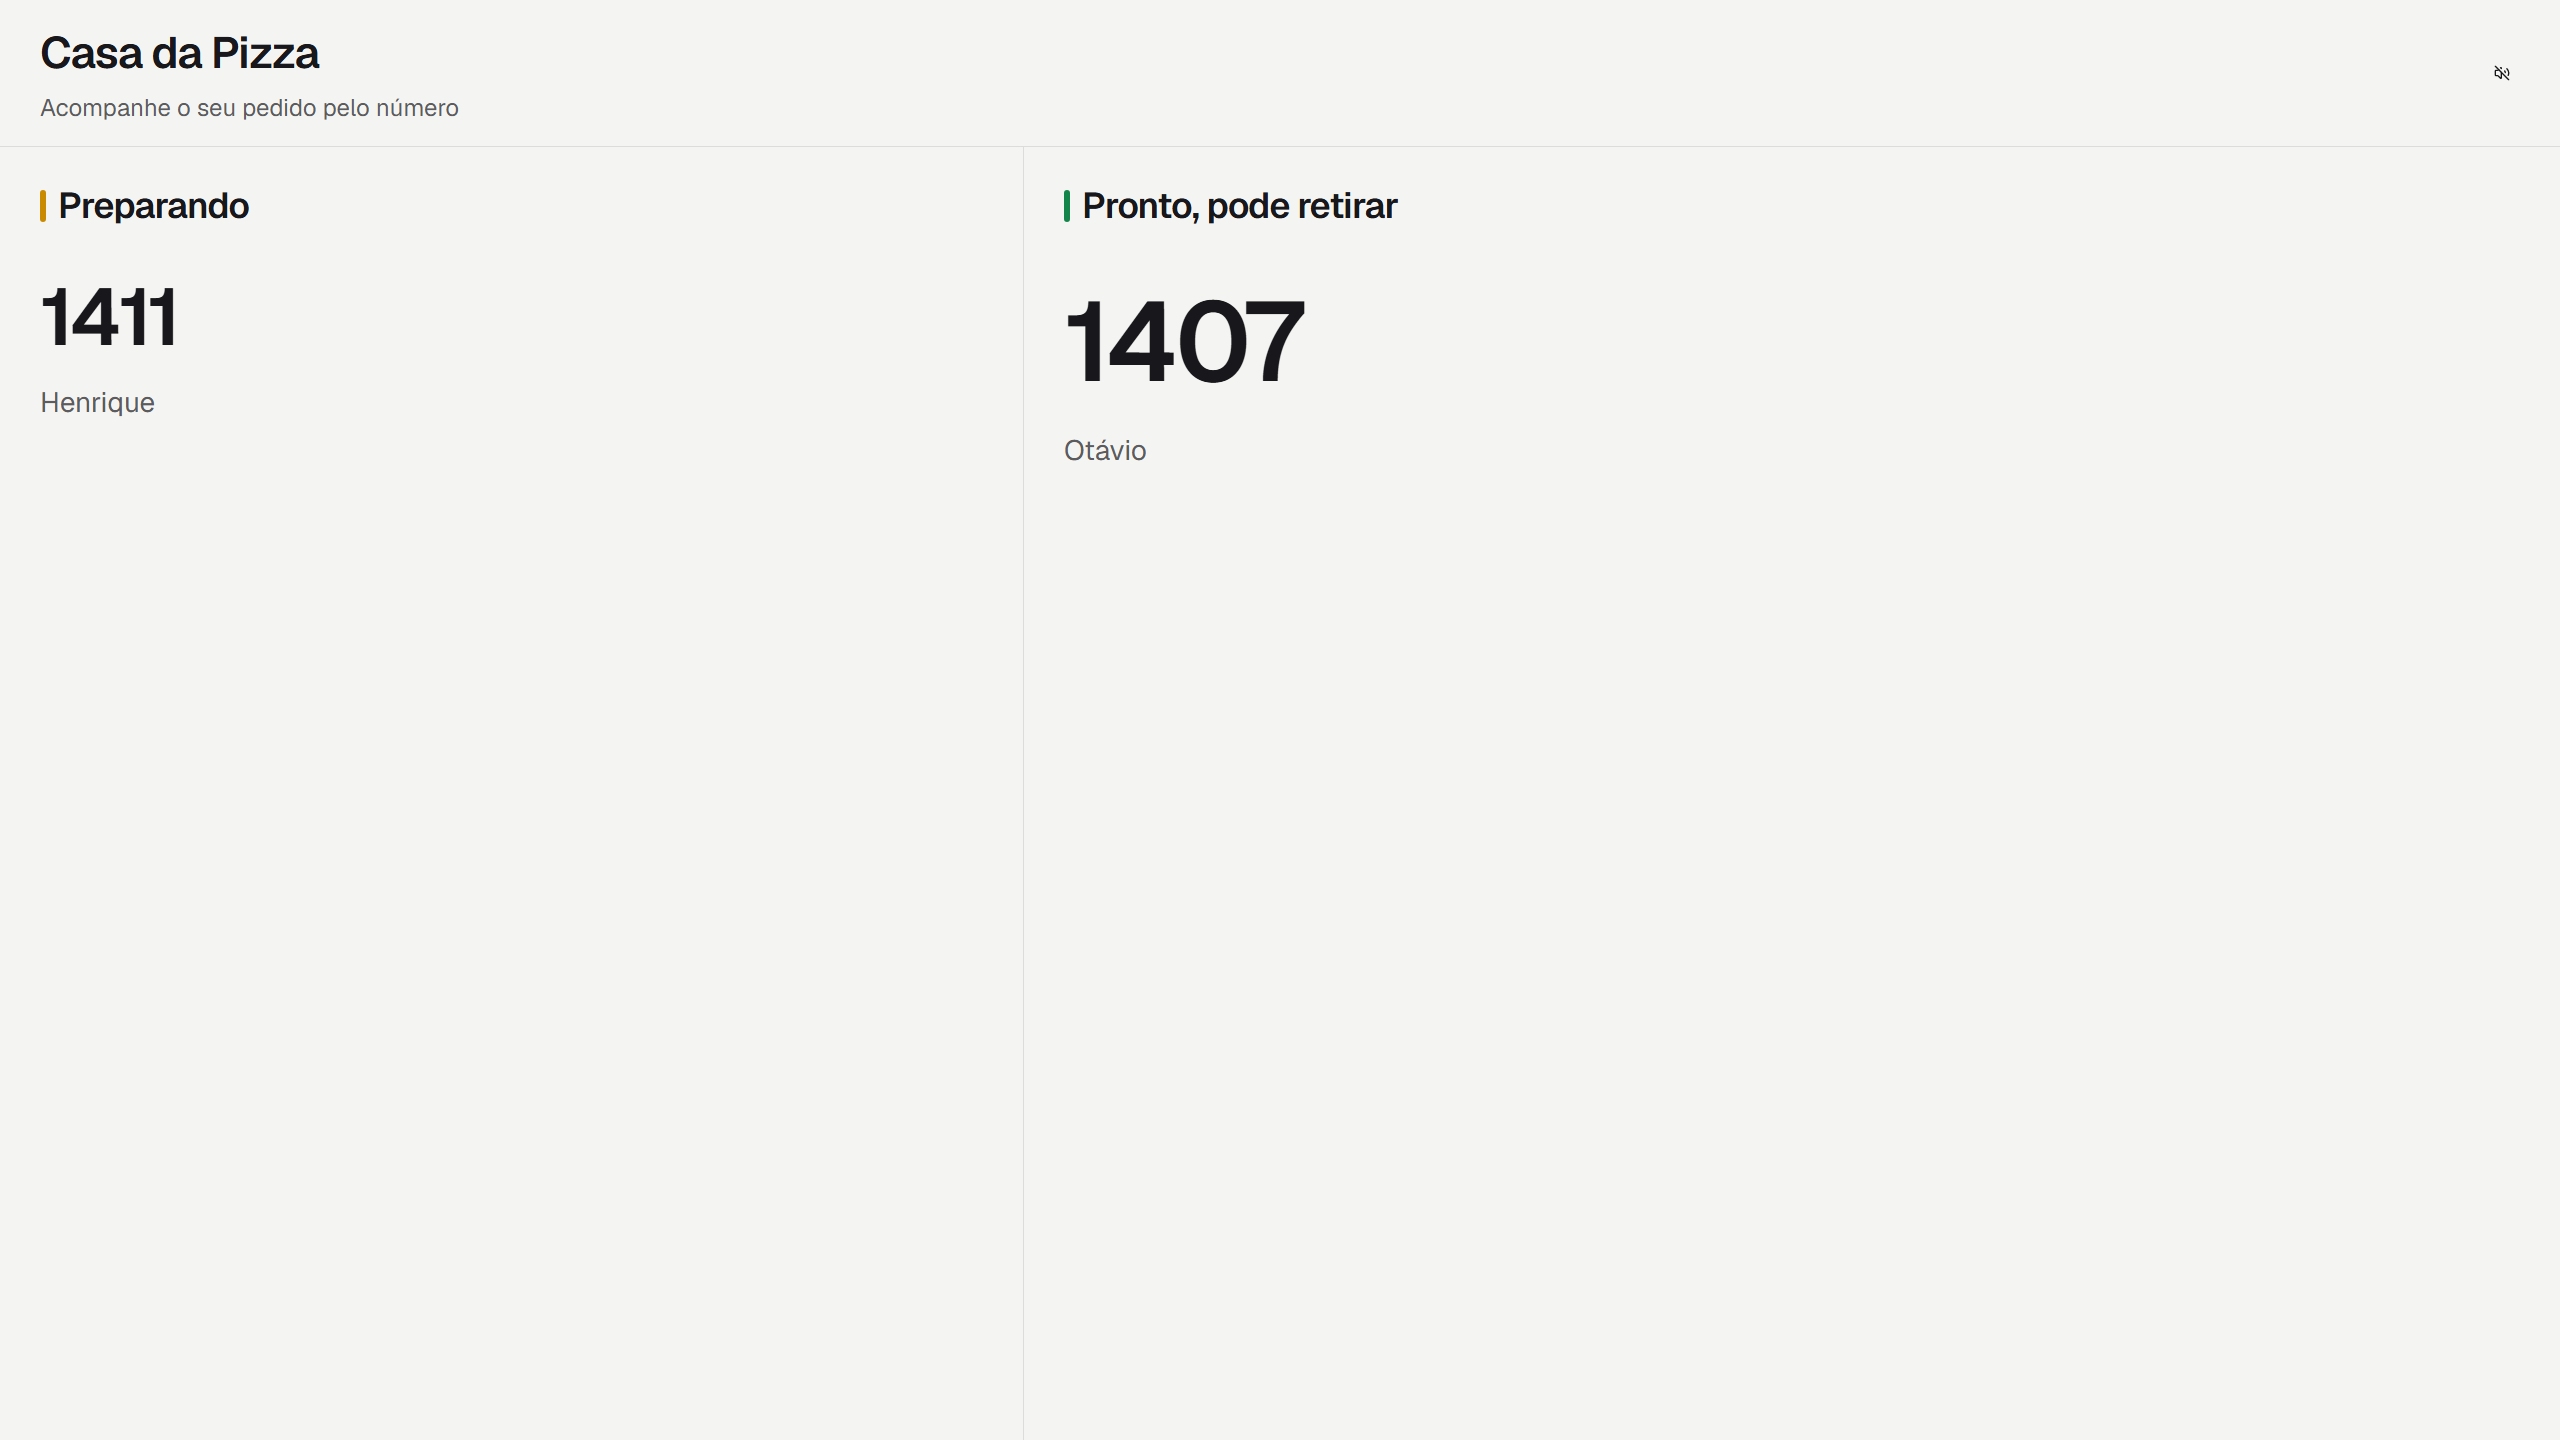 Casa da Pizza
Acompanhe o seu pedido pelo número
Preparando
1411
Henrique
Pronto, pode retirar
1407
Otávio